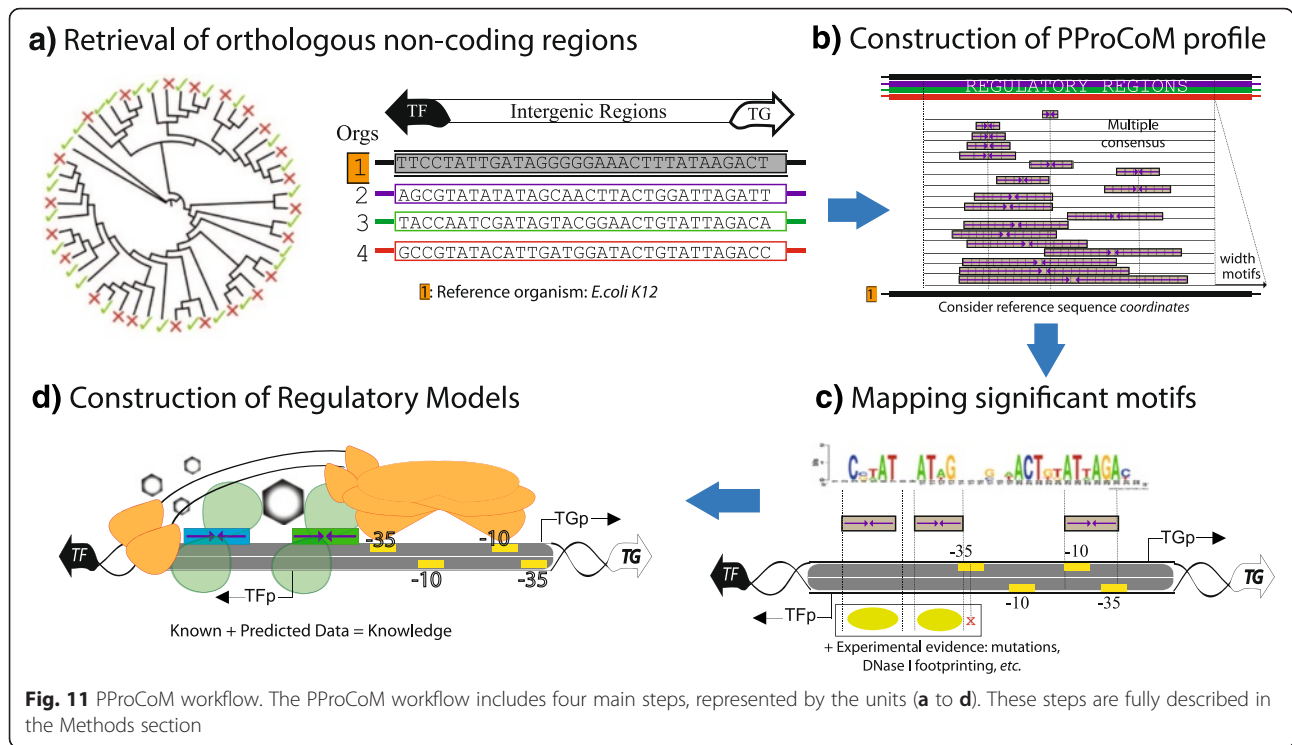 a) Retrieval of orthologous non-coding regions
TF
Intergenic Regions
TG
Orgs
1 TTCCTATTGATAGGGGGAAACTTTATAAGACT
2 AGCGTATATATAGCAACTTACTGGATTAGATT
3 TACCAATCGATAGTACGGAACTGTATTAGACA
4 GCCGTATACATTGATGGATACTGTATTAGACC
1: Reference organism: E.coli K12
b) Construction of PProCoM profile
REGULATORY REGIONS
Multiple
consensus
width
motifs
1
Consider reference sequence coordinates
d) Construction of Regulatory Models
-35
-10
TGp
TF
TG
-10
-35
TFp
Known + Predicted Data = Knowledge
c) Mapping significant motifs
-35
-10
TGp
TF
TG
-10
-35
TFp
x
+ Experimental evidence: mutations,
DNase I footprinting, etc.
Fig. 11 PProCoM workflow. The PProCoM workflow includes four main steps, represented by the units (a to d). These steps are fully described in
the Methods section